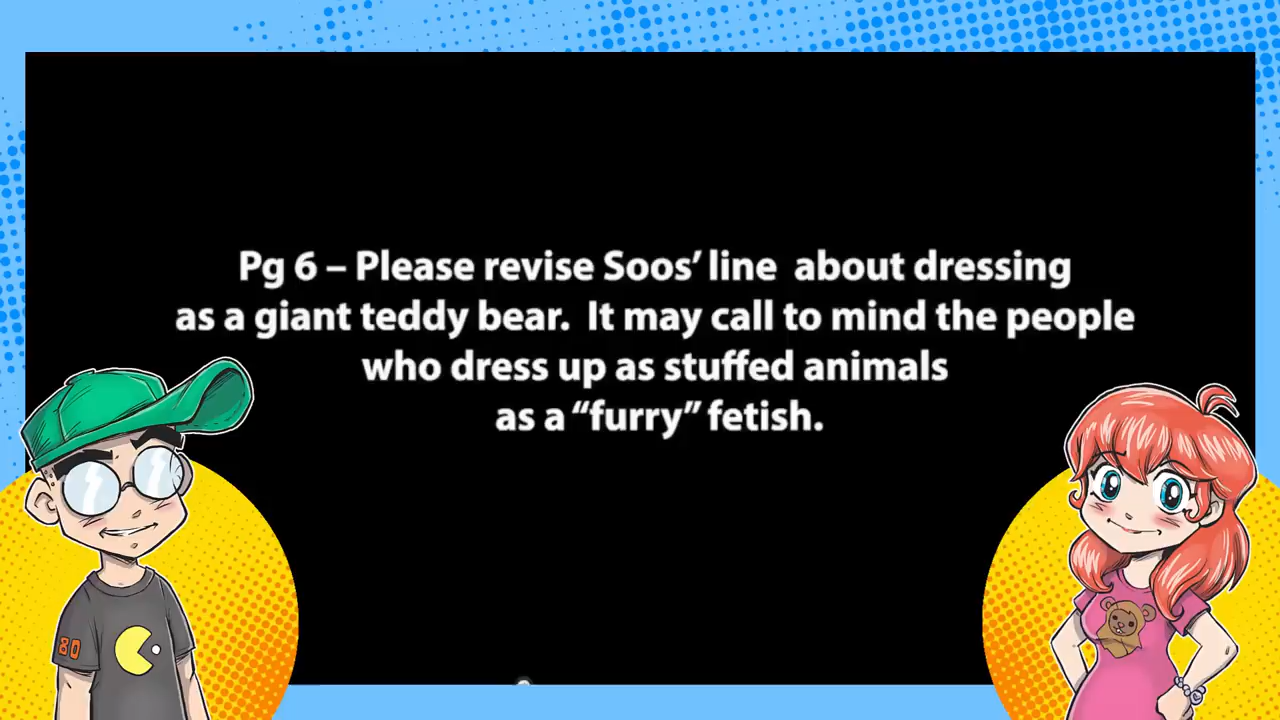 Pg 6 – Please revise Soos’ line about dressing
as a giant teddy bear. It may call to mind the people
who dress up as stuffed animals
as a “furry” fetish.
80